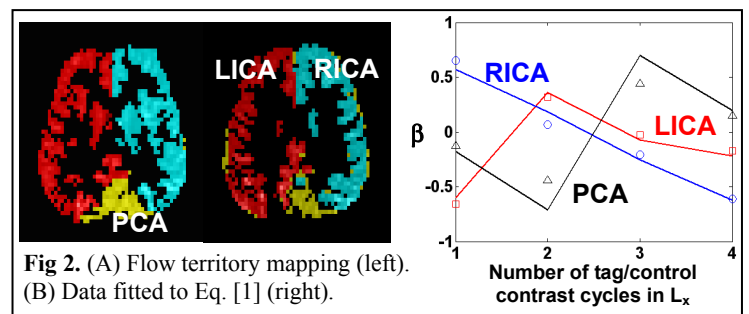 LICA
RICA
PCA
Fig 2. (A) Flow territory mapping (left).
(B) Data fitted to Eq. [1] (right).
β
1
0.5
0
-0.5
-1
RICA
LICA
PCA
1 2 3 4
Number of tag/control
contrast cycles in Lx